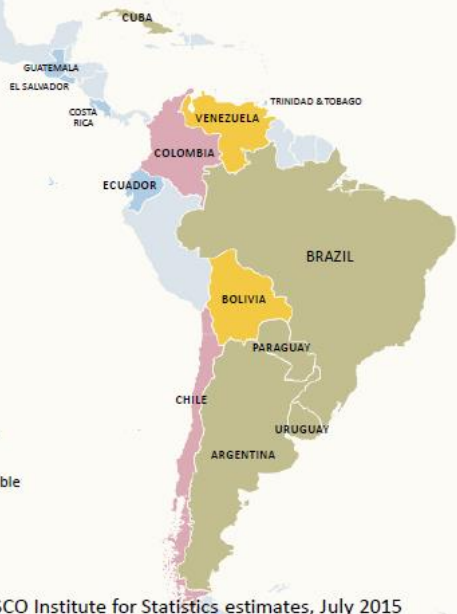 CUBA
GUATEMALA
EL SALVADOR
COSTA
RICA
TRINIDAD & TOBAGO
VENEZUELA
COLOMBIA
ECUADOR
BRAZIL
BOLIVIA
PARAGUAY
CHILE
URUGUAY
ARGENTINA
ble
SCO Institute for Statistics estimates, July 2015